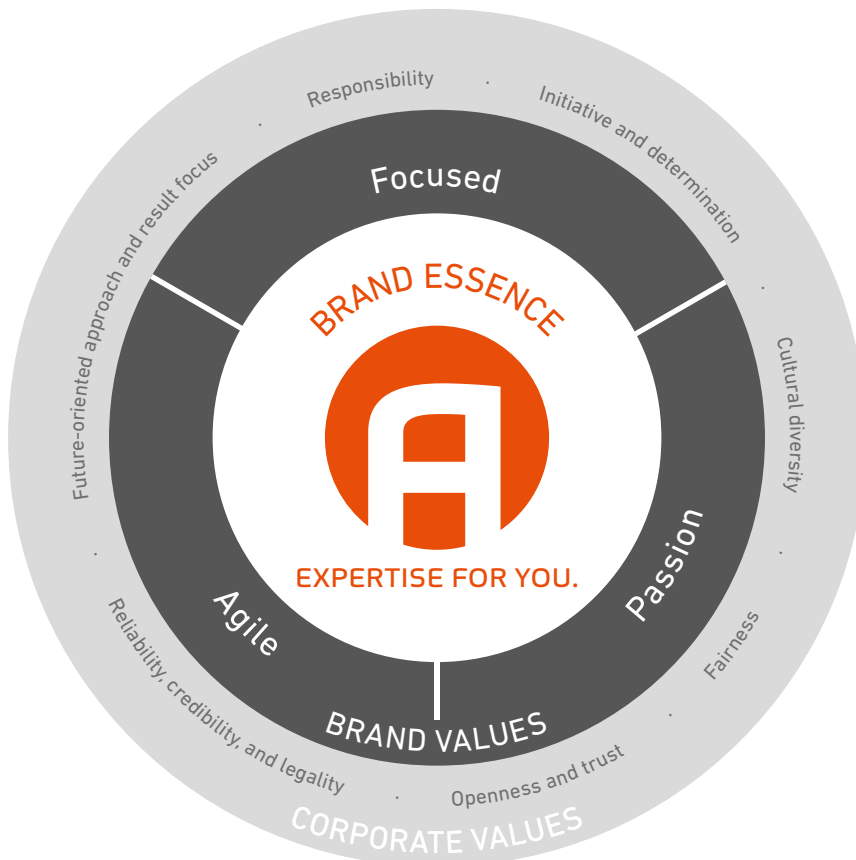 Responsibility
Initiative and determination
Cultural diversity
Fairness
Openness and trust
Reliability, credibility, and legality
Future-oriented approach and result focus
Focused
Passion
Agile
BRAND ESSENCE
A
EXPERTISE FOR YOU.
BRAND VALUES
CORPORATE VALUES